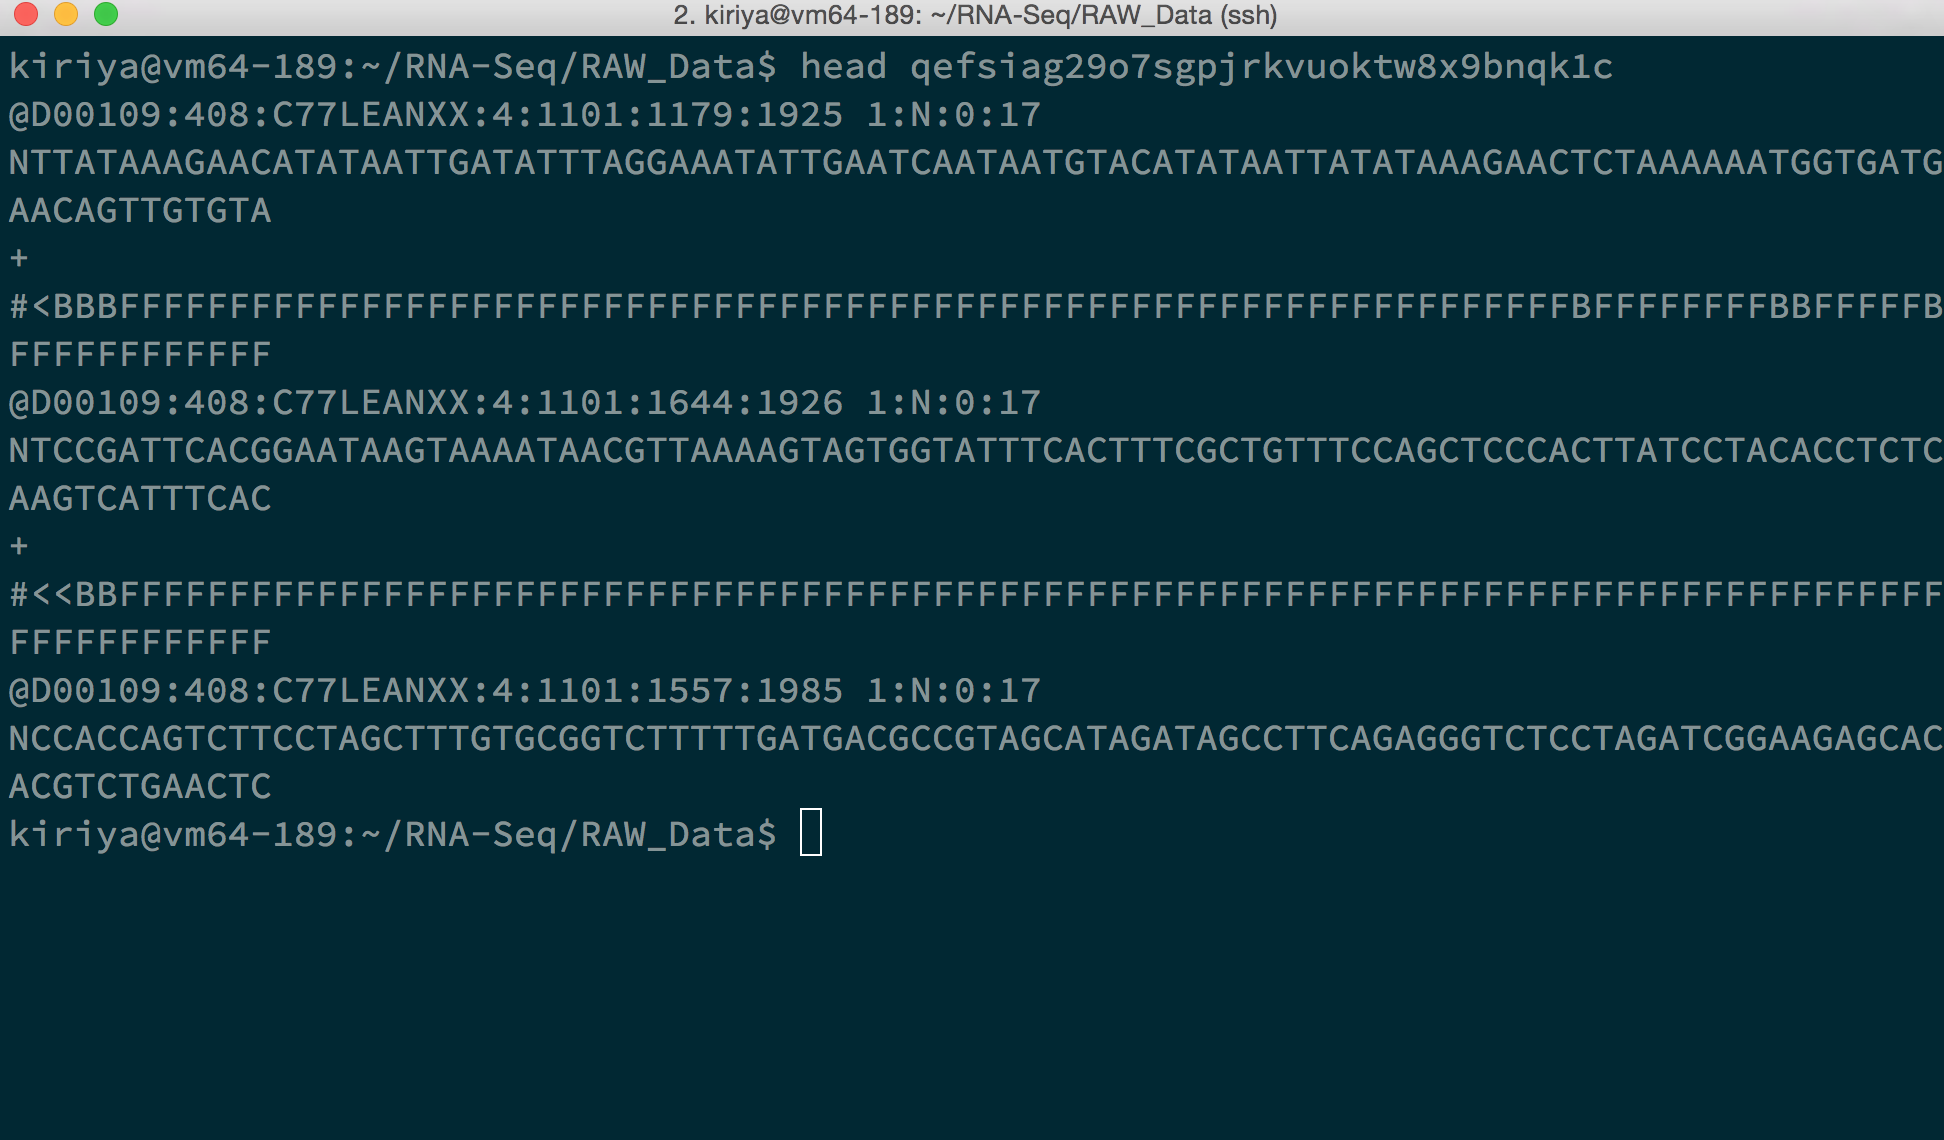 2. kiriya@vm64-189: ~/RNA-Seq/RAW_Data (ssh)
kiriya@vm64-189:~/RNA-Seq/RAW_Data$ head qefsiag29o7sgpjrkvuoktw8x9bnqk1c
@D00109:408:C77LEANXX:4:1101:1179:1925 1:N:0:17
NTTATAAAGAACATATAATTGATATTTAGGAAATATTGAATCAATAATGTACATATAATTATATAAAGAACTCTAAAAAATGGTGATG
AACAGTTGTGTA
+
#<BBBFFFFFFFFFFFFFFFFFFFFFFFFFFFFFFFFFFFFFFFFFFFFFFFFFFFFFFFFFFFFFFFFFFBFFFFFFFFBBFFFFFB
FFFFFFFFFFFF
@D00109:408:C77LEANXX:4:1101:1644:1926 1:N:0:17
NTCCGATTCACGGAATAAGTAAAATAACGTTAAAAGTAGTGGTATTTCACTTTCGCTGTTTCCAGCTCCCACTTATCCTACACCTCTC
AAGTCATTTCAC
+
#<<BBFFFFFFFFFFFFFFFFFFFFFFFFFFFFFFFFFFFFFFFFFFFFFFFFFFFFFFFFFFFFFFFFFFFFFFFFFFFFFFFFFFF
FFFFFFFFFFFF
@D00109:408:C77LEANXX:4:1101:1557:1985 1:N:0:17
NCCACCAGTCTTCCTAGCTTTGTGCGGTCTTTTTGATGACGCCGTAGCATAGATAGCCTTCAGAGGGTCTCCTAGATCGGAAGAGCAC
ACGTCTGAACTC
kiriya@vm64-189:~/RNA-Seq/RAW_Data$